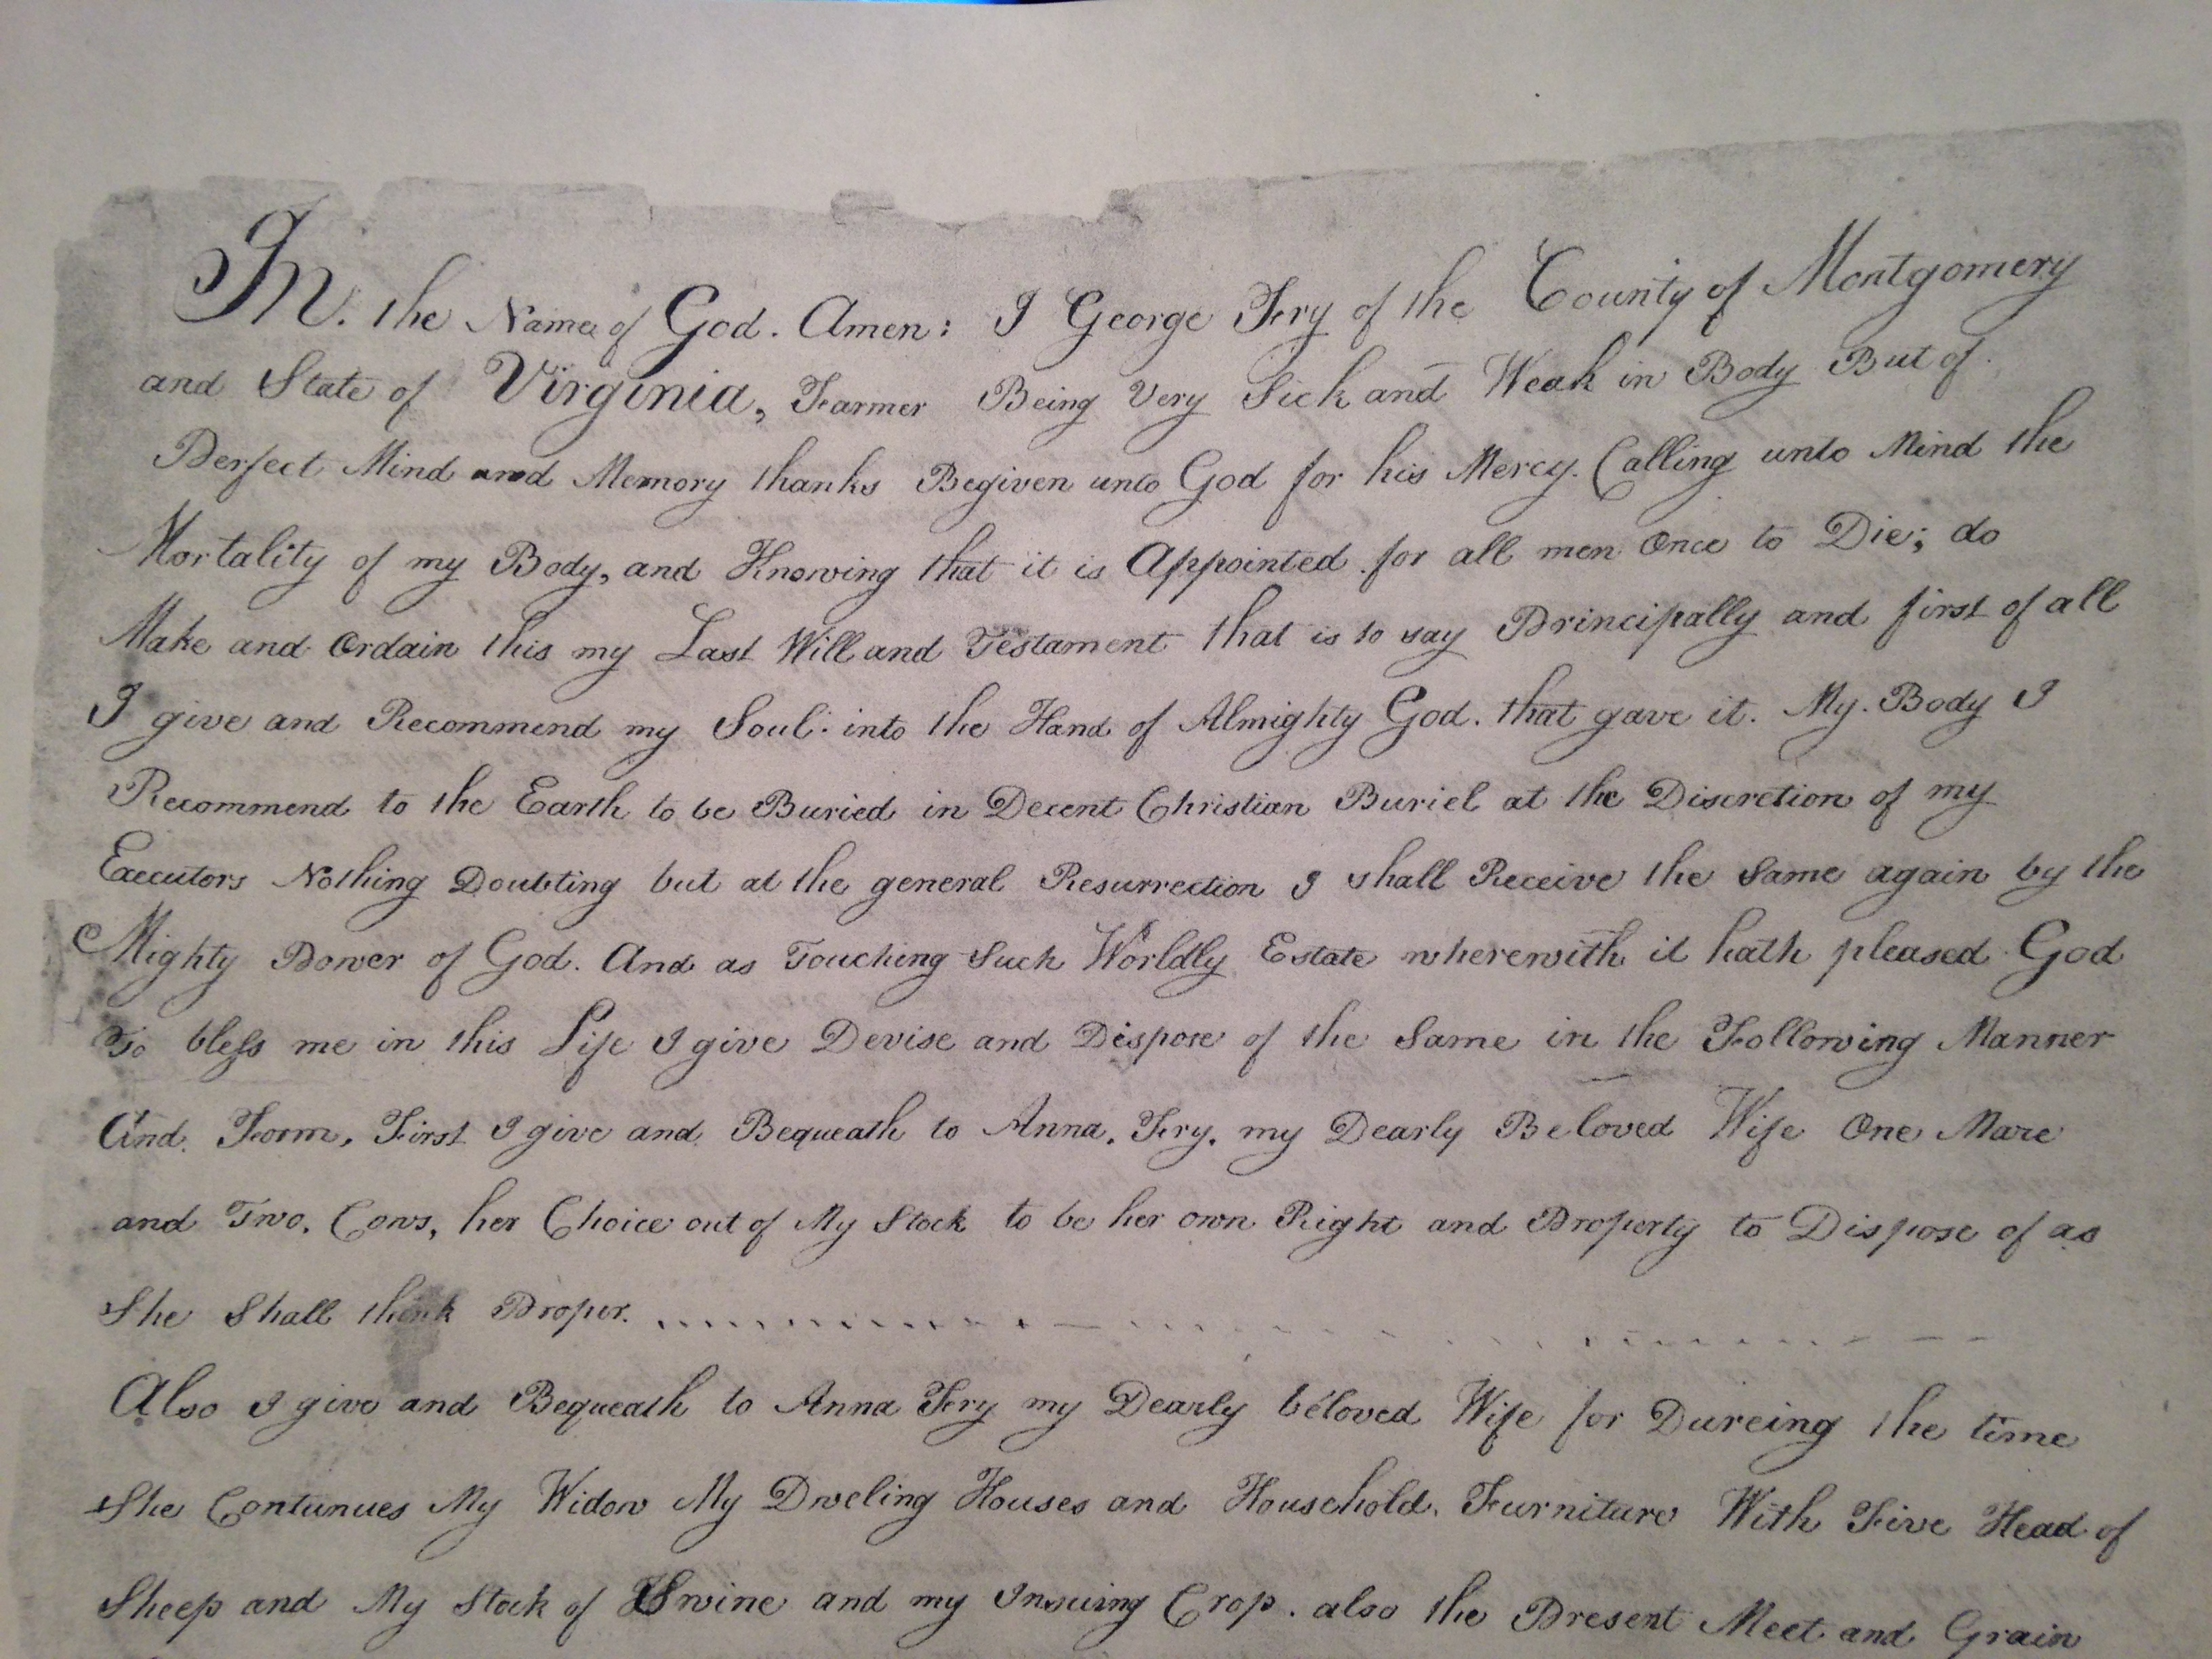 In. the Name of God. Amen: I George Fry of the County of Montgomery
and State of Virginia, Farmer Being Very Sick and Weak in Body But of
Perfect Mind and Memory thanks Begiven unto God for his Mercy. Calling unto Mind the
Mortality of my Body, and Knowing that it is Appointed for all men Once to Die; do
Make and Ordain this my Last Will and Testament that is to say Principally and first of all
I give and Recommend my Soul: into the Hand of Almighty God. that gave it. My. Body I
Recommend to the Earth to be Buried in Decent Christian Buriel at the Discretion of my
Executors Nothing Doubting but at the general Resurrection I shall Receive the Same again by the
Mighty Power of God. And as Touching Such Worldly Estate wherewith it hath pleased God
To bless me in this Life I give Devise and Dispose of the Same in the Following Manner
And. Form, First I give and Bequeath to Anna. Fry. my Dearly Beloved Wife One Mare
and Two. Cows, her Choice out of My Stock to be her own Right and Property to Dispose of as
She Shall think Proper.
Also I give and Bequeath to Anna Fry my Dearly beloved Wife for Dureing the time
She Contunues My Widow My Dweling Houses and Household. Furniture With Five Head of
Sheep and My Stock of Swine and my Insuing Crop. also the Present Meet and Grain